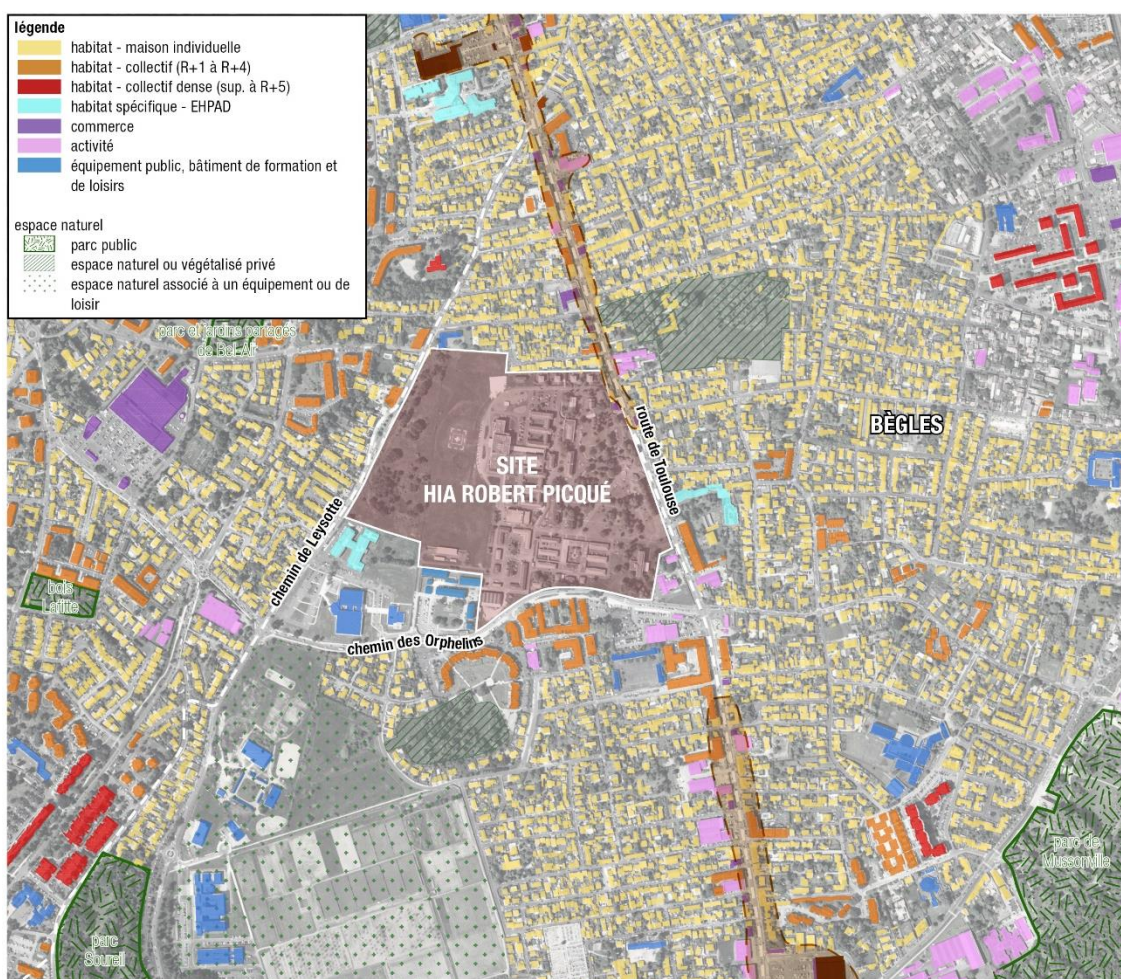 légende
habitat - maison individuelle
habitat - collectif (R+1 à R+4)
habitat - collectif dense (sup. à R+5)
habitat spécifique - EHPAD
commerce
activité
équipement public, bâtiment de formation et
de loisirs
espace naturel
parc public
espace naturel ou végétalisé privé
espace naturel associé à un équipement ou de
loisir
parc et jardins partagés
de Bel-Air
BÈGLES
route de Toulouse
SITE
HIA ROBERT PICQUÉ
chemin de Leysotte
bois
Lafitte
chemin des Orphelins
parc de
Mussonville
parc
Soureil